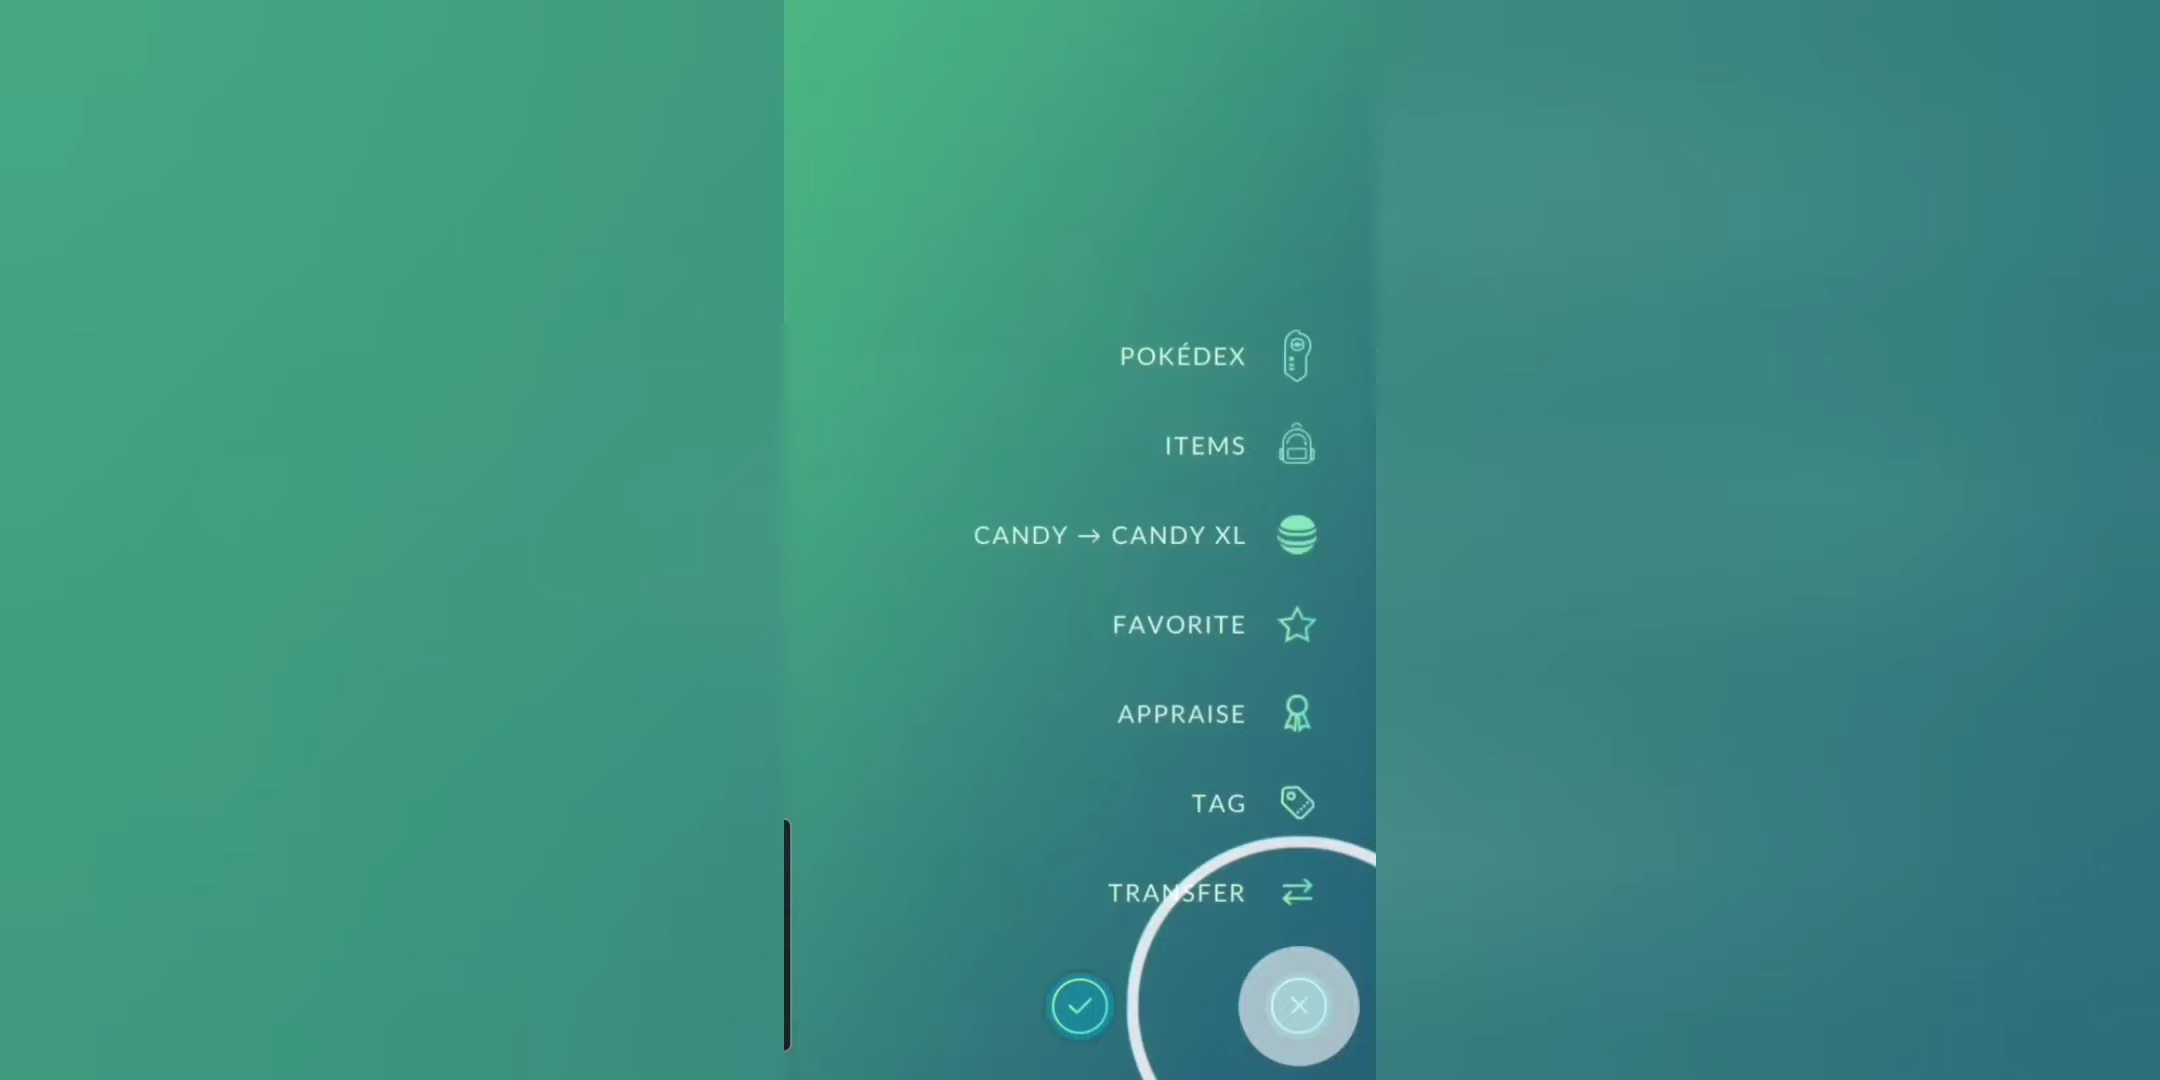 POKÉDEX
ITEMS
CANDY → CANDY XL
FAVORITE
APPRAISE
TAG
TRANSFER